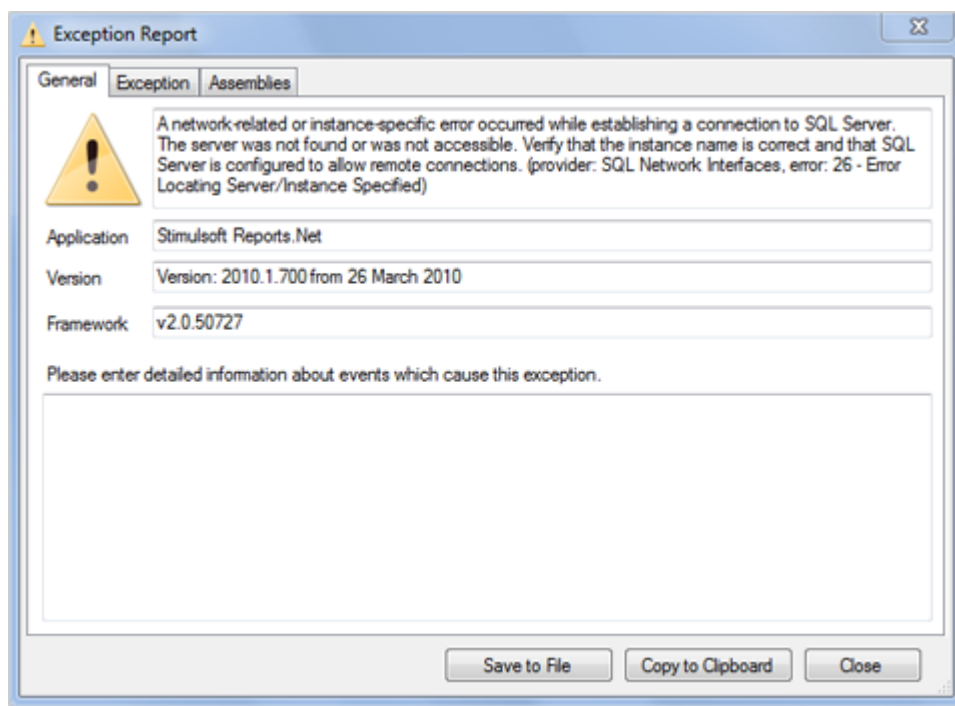 Exception Report
General Exception Assemblies
A network-related or instance-specific error occurred while establishing a connection to SQL Server.
The server was not found or was not accessible. Verify that the instance name is correct and that SQL
Server is configured to allow remote connections. (provider: SQL Network Interfaces, error: 26 - Error
Locating Server/Instance Specified)
Application Stimulsoft Reports.Net
Version Version: 2010.1.700 from 26 March 2010
Framework v2.0.50727
Please enter detailed information about events which cause this exception.
Save to File Copy to Clipboard Close